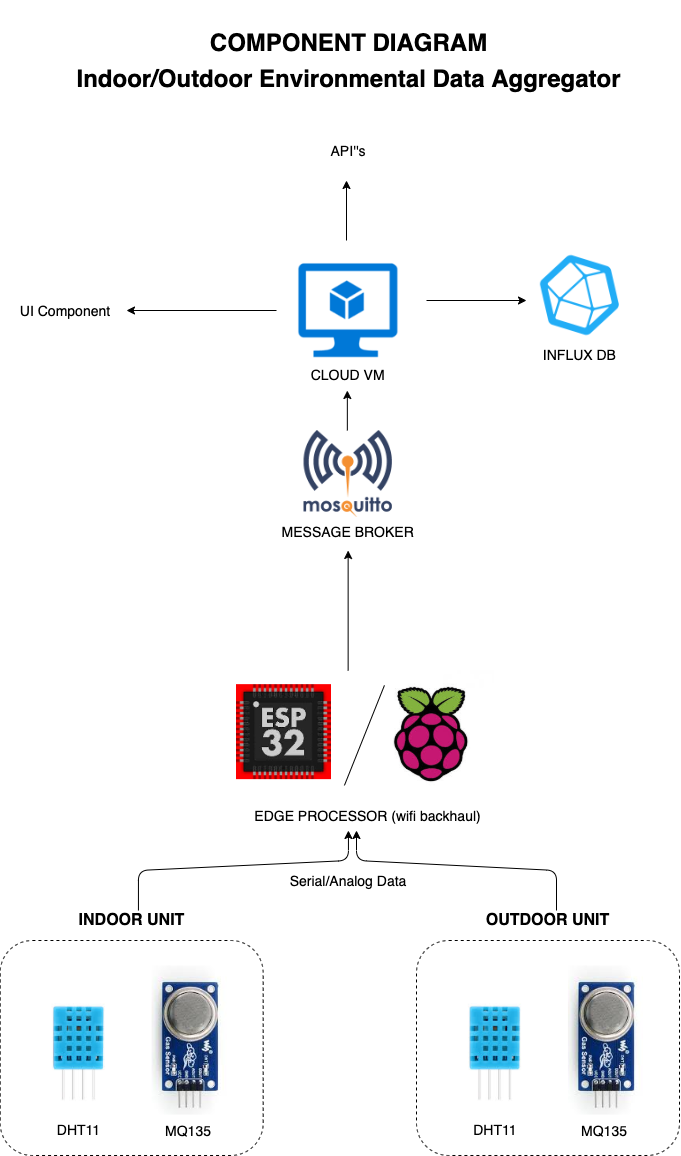 COMPONENT DIAGRAM
Indoor/Outdoor Environmental Data Aggregator
API"s
UI Component
CLOUD VM
INFLUX DB
mosquitto
MESSAGE BROKER
ESP
32
EDGE PROCESSOR (wifi backhaul)
Serial/Analog Data
INDOOR UNIT
OUTDOOR UNIT
Gas Sensor
Gas Sensor
DHT11
MQ135
DHT11
MQ135